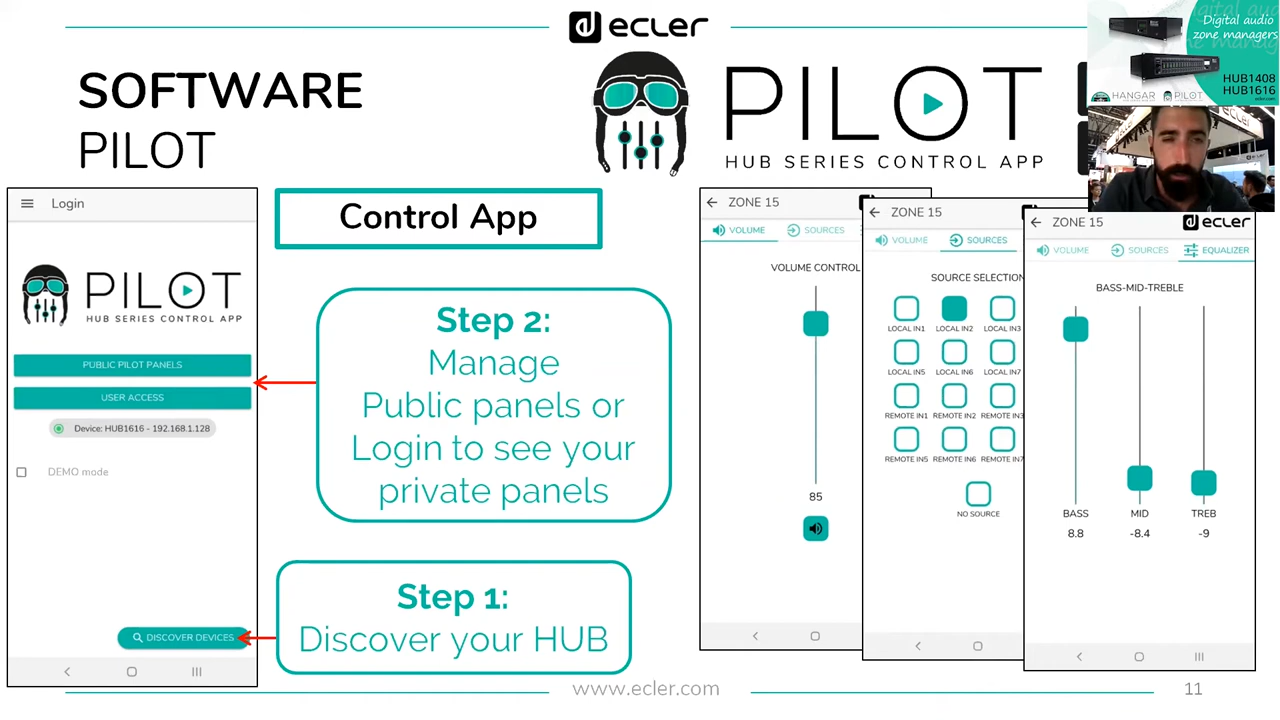 ecler
SOFTWARE
PILOT
PILOT
HUB SERIES CONTROL APP
Digital audio
zone managers
HUB1408
HUB1616
ecler.com
HANGAR
PILOT
Login
PILOT
HUB SERIES CONTROL APP
PUBLIC PILOT PANELS
USER ACCESS
Device: HUB1616 - 192.168.1.128
DEMO mode
DISCOVER DEVICES
Control App
Step 2:
Manage
Public panels or
Login to see your
private panels
Step 1:
Discover your HUB
ZONE 15
VOLUME SOURCES
VOLUME CONTROL
85
ZONE 15
VOLUME SOURCES
SOURCE SELECTION
LOCAL IN1 LOCAL IN2 LOCAL IN3
LOCAL IN5 LOCAL IN6 LOCAL IN7
REMOTE IN1 REMOTE IN2 REMOTE IN3
REMOTE IN5 REMOTE IN6 REMOTE IN7
NO SOURCE
ZONE 15
ecler
VOLUME SOURCES EQUALIZER
BASS-MID-TREBLE
BASS MID TREB
8.8 -8.4 -9
www.ecler.com
11